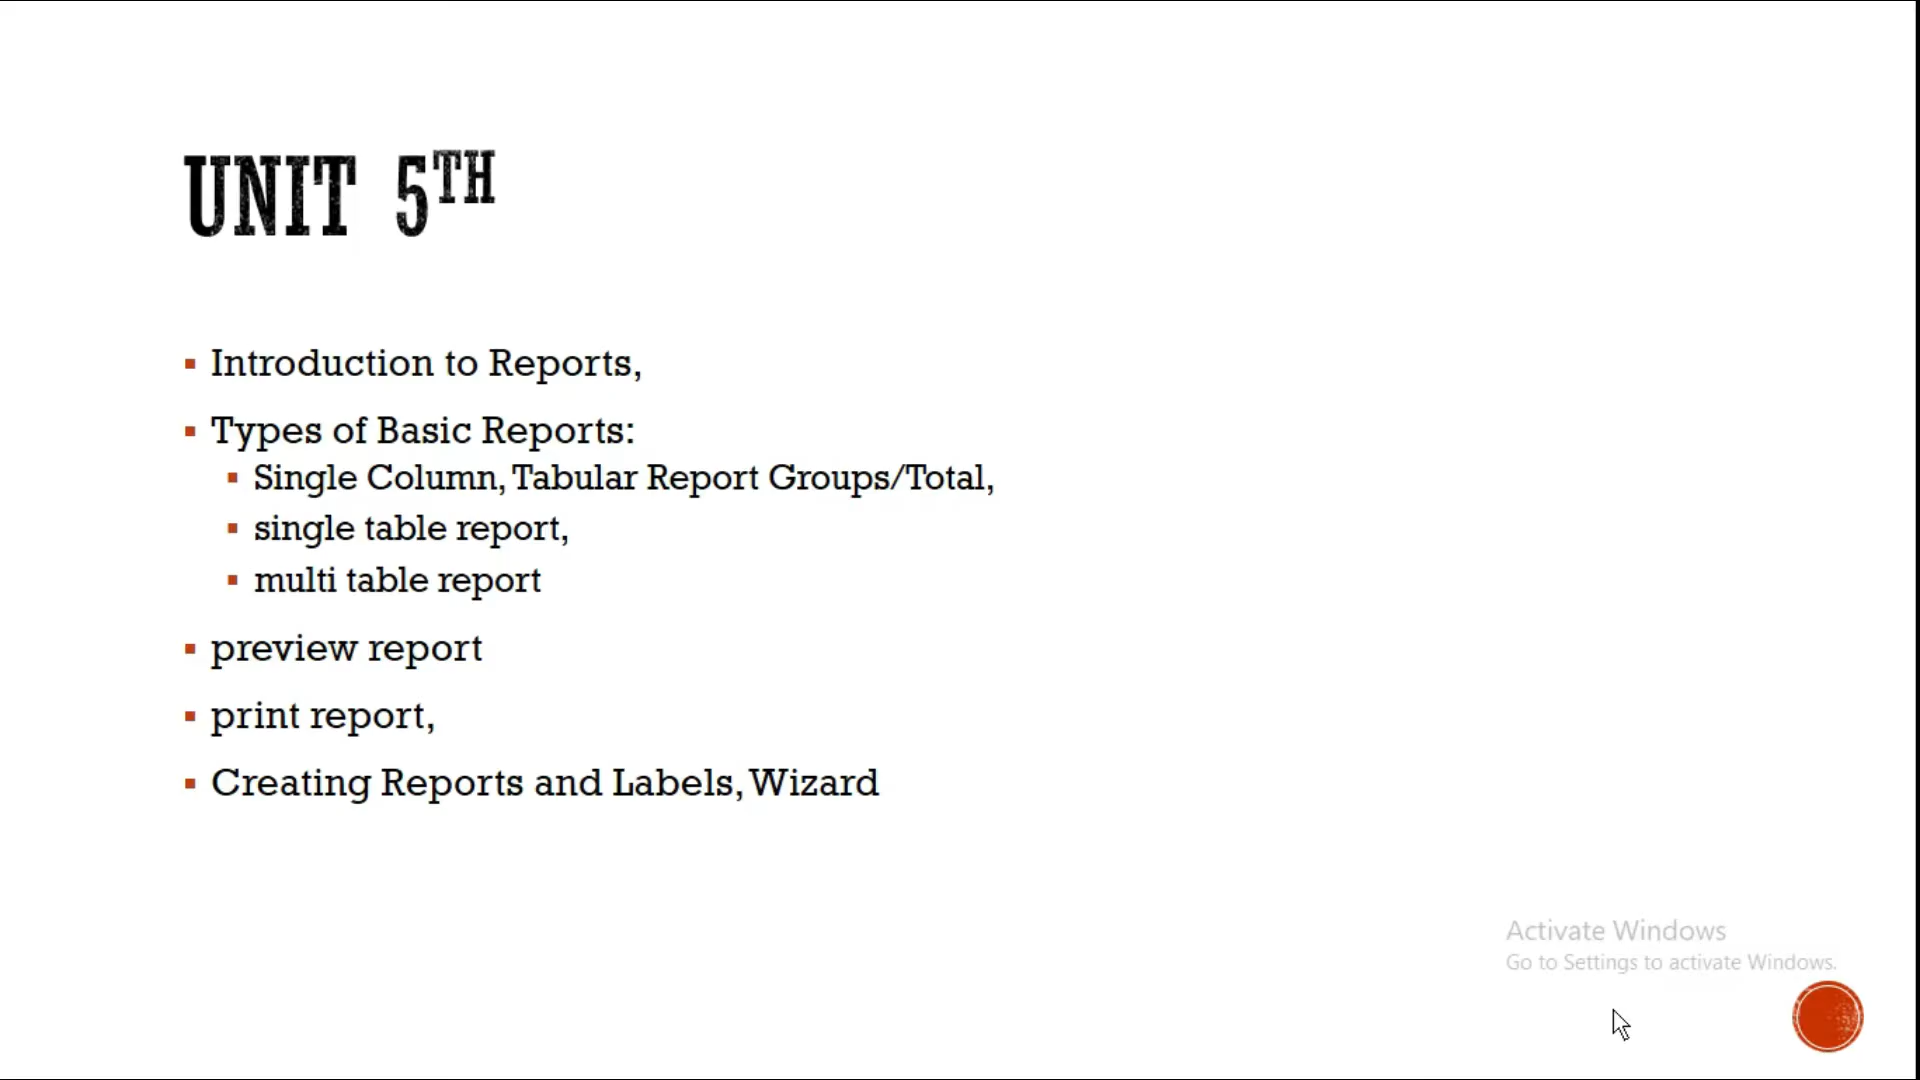 UNIT 5TH
Introduction to Reports,
Types of Basic Reports:
Single Column, Tabular Report Groups/Total,
single table report,
multi table report
preview report
print report,
Creating Reports and Labels, Wizard
Activate Windows
Go to Settings to activate Windows.